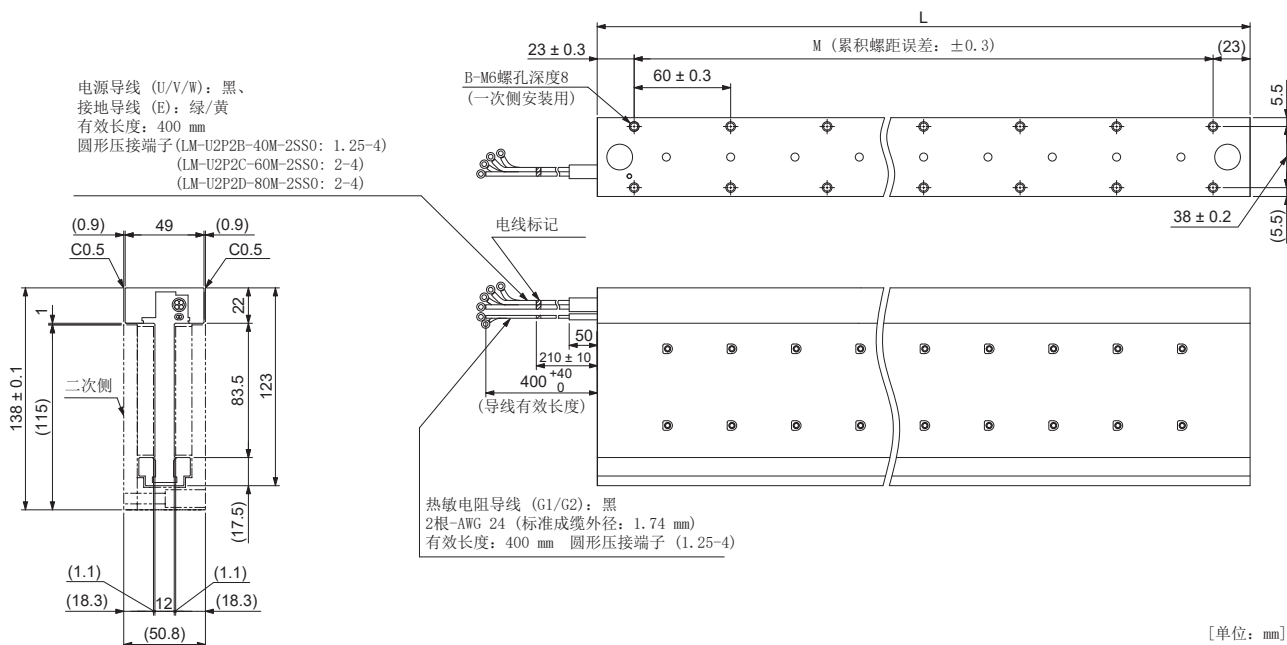 L
M (累积螺距误差: ±0.3)
23 ± 0.3
(23)
B-M6螺孔深度8
(一次侧安装用)
60 ± 0.3
5.5
38 ± 0.2
(5.5)
电源导线 (U/V/W): 黑、
接地导线 (E): 绿/黄
有效长度: 400 mm
圆形压接端子(LM-U2P2B-40M-2SS0: 1.25-4)
(LM-U2P2C-60M-2SS0: 2-4)
(LM-U2P2D-80M-2SS0: 2-4)
电线标记
(0.9)
49
(0.9)
C0.5
C0.5
22
1
138 ± 0.1
(115)
二次侧
83.5
123
(17.5)
(1.1)
(1.1)
(18.3)
12
(18.3)
(50.8)
50
210 ± 10
400 +40 0
(导线有效长度)
热敏电阻导线 (G1/G2): 黑
2根-AWG 24 (标准成缆外径: 1.74 mm)
有效长度: 400 mm 圆形压接端子 (1.25-4)
[单位: mm]